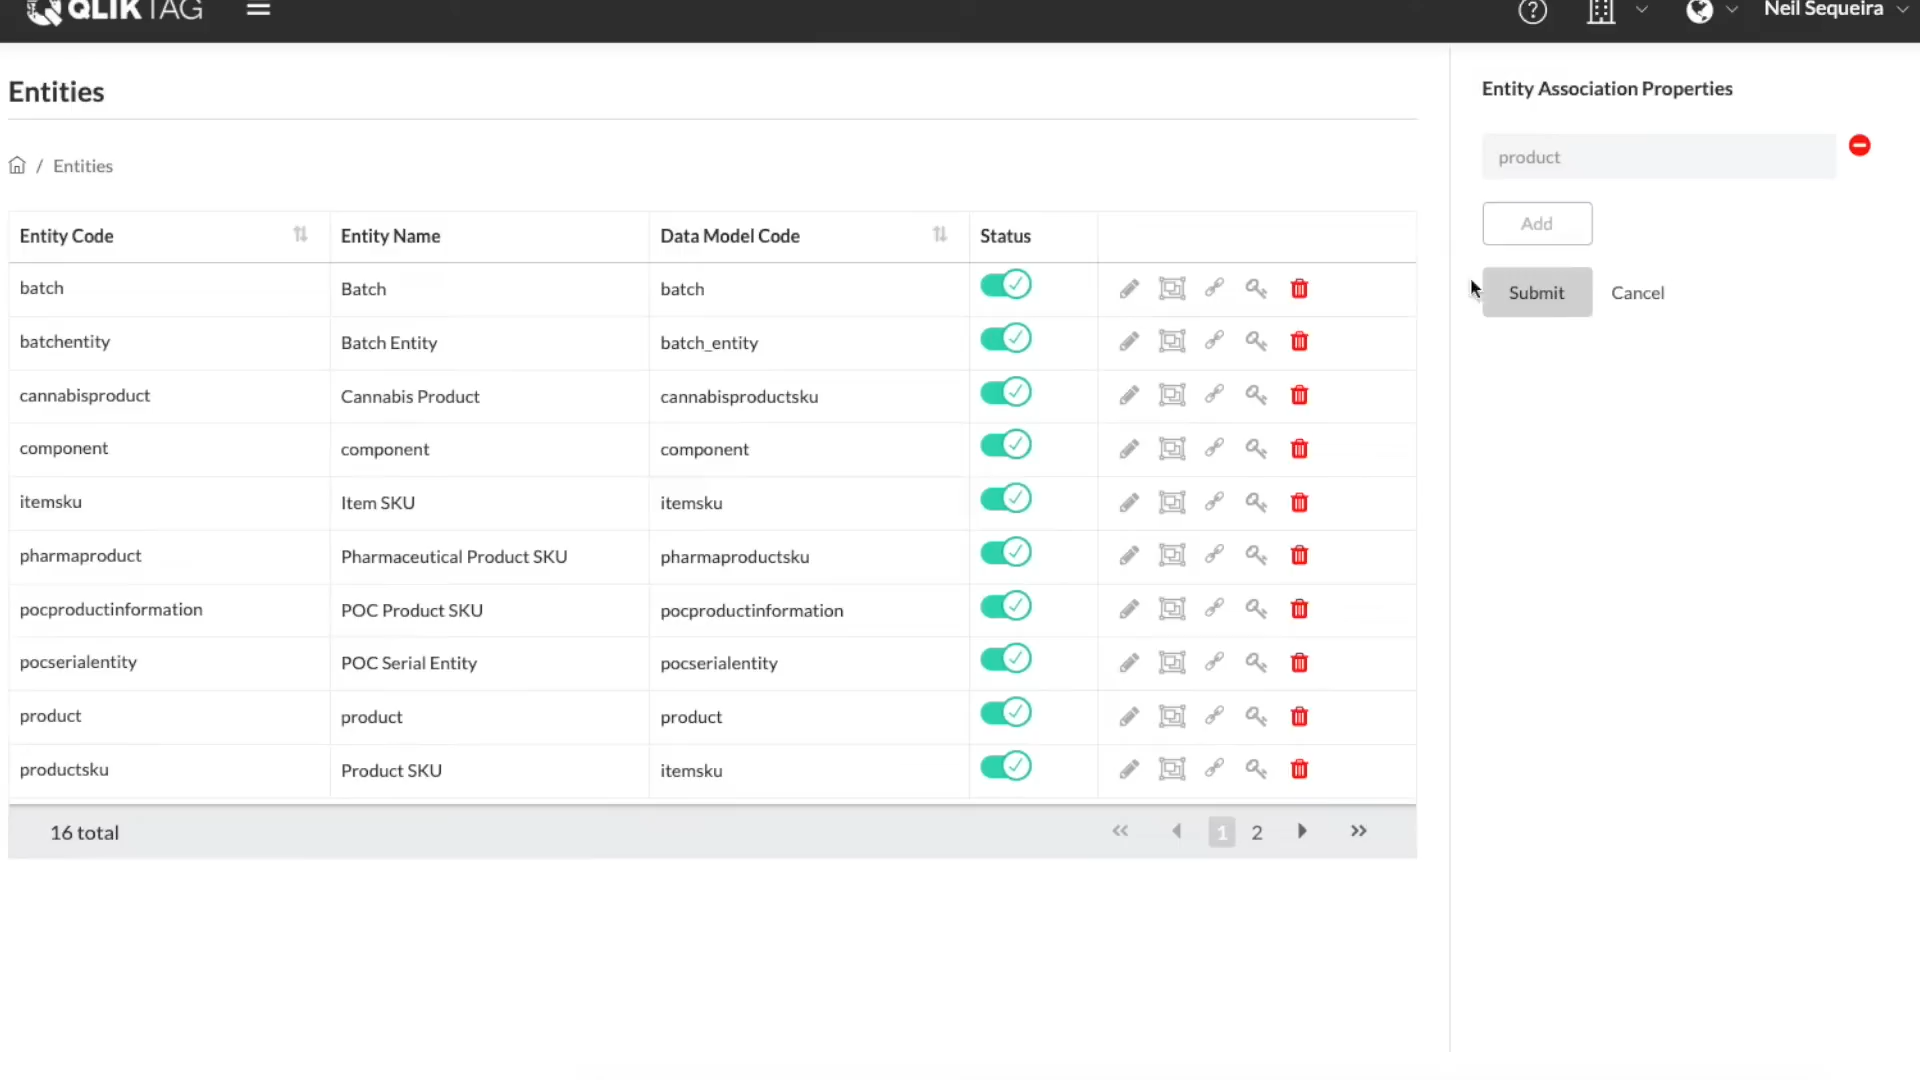 QLIKTAG
Neil Sequeira
Entities
/ Entities
Entity Code Entity Name Data Model Code Status
batch Batch batch
batchentity Batch Entity batch_entity
cannabisproduct Cannabis Product cannabisproductsku
component component component
itemsku Item SKU itemsku
pharmaproduct Pharmaceutical Product SKU pharmaproductsku
pocproductinformation POC Product SKU pocproductinformation
pocserialentity POC Serial Entity pocserialentity
product product product
productsku Product SKU itemsku
16 total 1 2
Entity Association Properties
product
Add
Submit Cancel